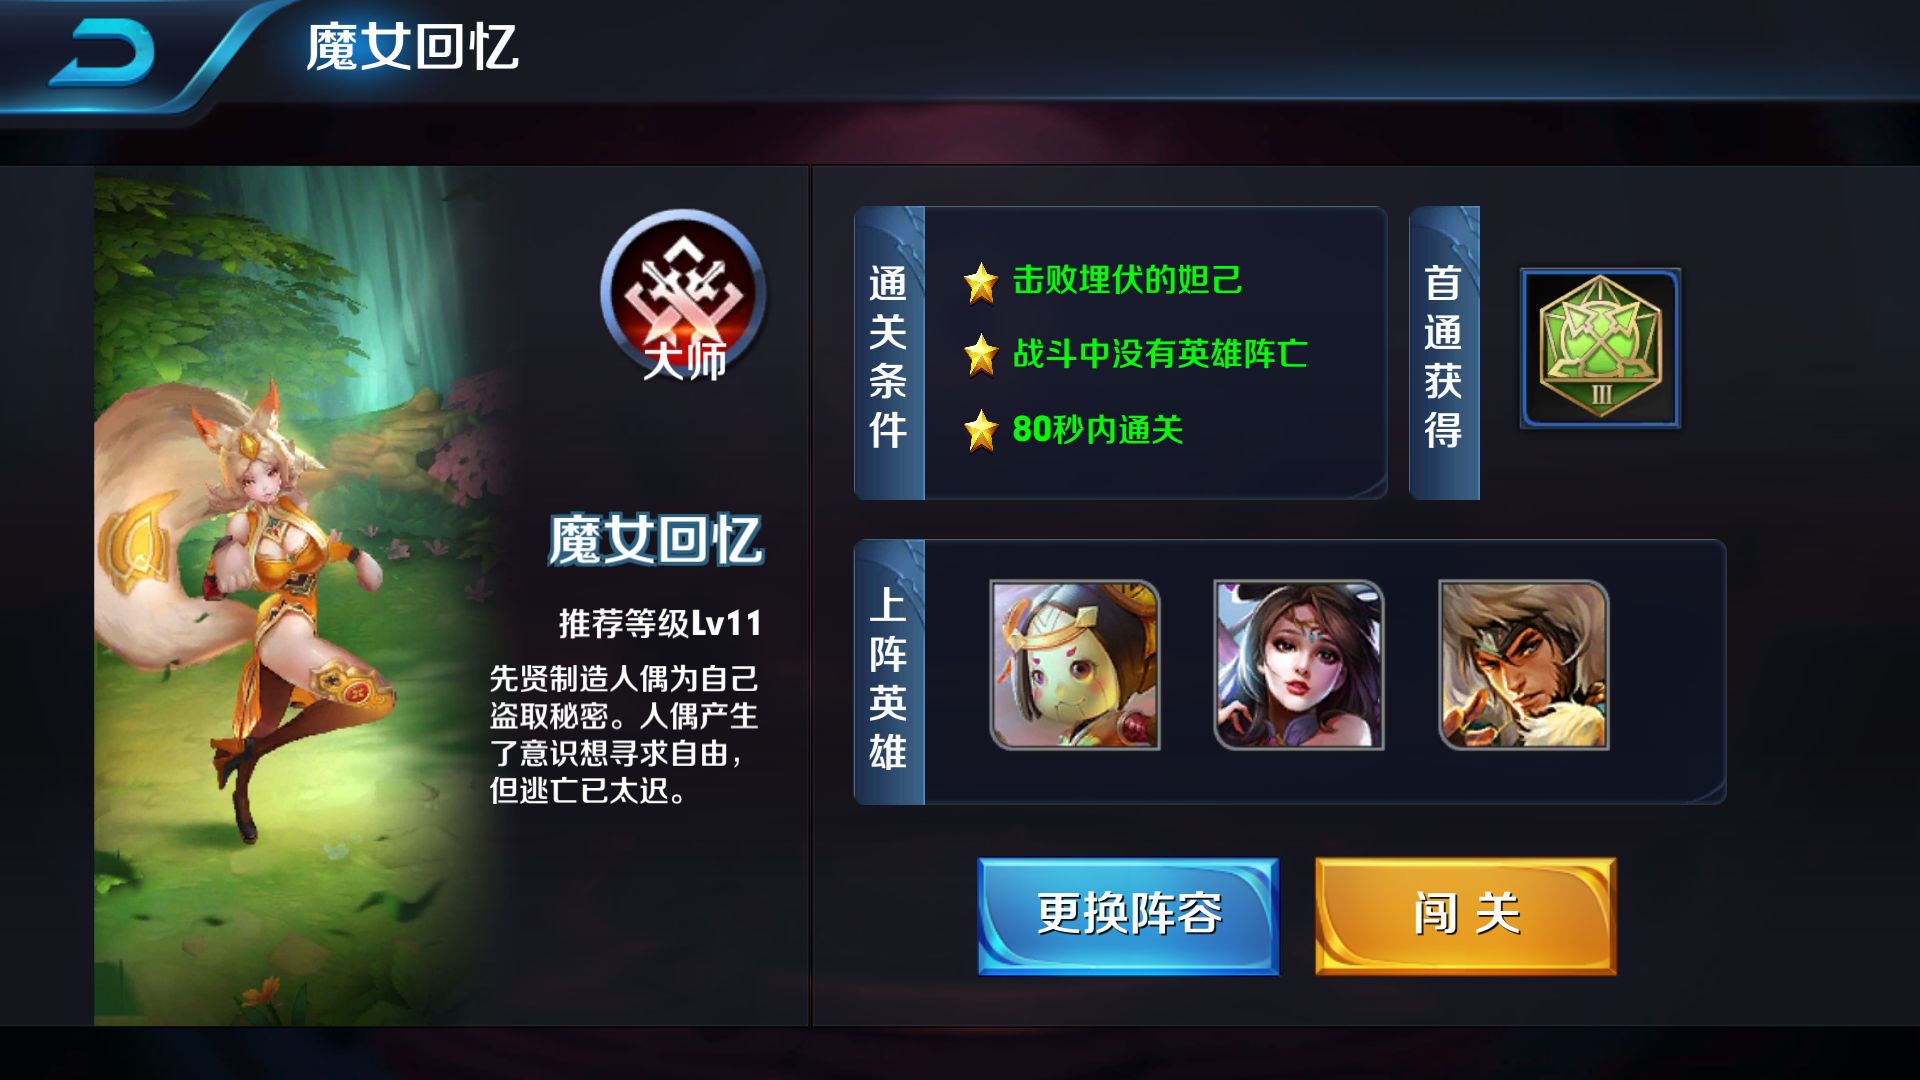 魔女回忆
大师
魔女回忆
推荐等级Lv11
先贤制造人偶为自己
盗取秘密。人偶产生
了意识想寻求自由，
但逃亡已太迟。
通关条件
击败埋伏的妲己
战斗中没有英雄阵亡
80秒内通关
首通获得
III
上阵英雄
更换阵容
闯 关